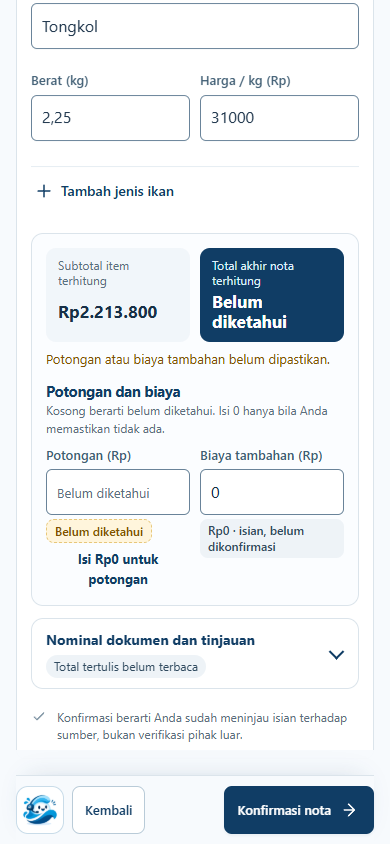 Tongkol
Berat (kg)
Harga / kg (Rp)
2,25
31000
Tambah jenis ikan
Subtotal item
terhitung
Rp2.213.800
Total akhir nota
terhitung
Belum
diketahui
Potongan atau biaya tambahan belum dipastikan.
Potongan dan biaya
Kosong berarti belum diketahui. Isi 0 hanya bila Anda
memastikan tidak ada.
Potongan (Rp)
Biaya tambahan (Rp)
Belum diketahui
0
Belum diketahui
Rp0 · isian, belum
dikonfirmasi
Isi Rp0 untuk
potongan
Nominal dokumen dan tinjauan
Total tertulis belum terbaca
Konfirmasi berarti Anda sudah meninjau isian terhadap
sumber, bukan verifikasi pihak luar.
Kembali
Konfirmasi nota